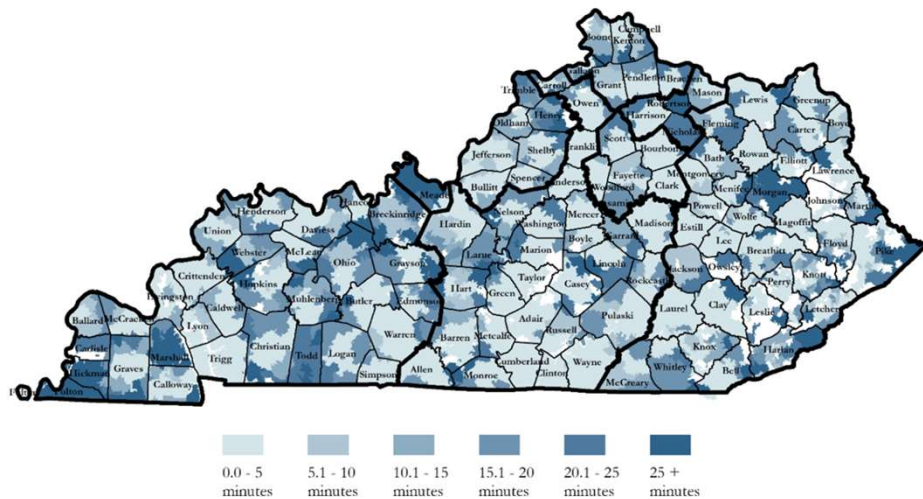 Campbell
Boone
Kenton
Gallatin
Carroll
Grant
Pendleton
Bracken
Mason
Trimble
Owen
Robertson
Lewis
Greenup
Henry
Harrison
Oldham
Nicholas
Fleming
Carter
Boyd
Scott
Shelby
Franklin
Bourbon
Bath
Rowan
Elliott
Jefferson
Fayette
Montgomery
Lawrence
Spencer
Anderson
Woodford
Clark
Menifee
Morgan
Bullitt
Meade
Johnson
Martin
Powell
Hancock
Nelson
Mercer
Madison
Wolfe
Magoffin
Henderson
Breckinridge
Hardin
Washington
Garrard
Estill
Union
Daviess
Boyle
Lee
Floyd
Webster
McLean
Marion
Breathitt
Pike
Ohio
Grayson
Larue
Lincoln
Owsley
Knott
Crittenden
Hopkins
Taylor
Casey
Rockcastle
Jackson
Perry
Livingston
Muhlenberg
Butler
Hart
Green
Clay
Letcher
Caldwell
Edmonson
Leslie
Ballard
McCracken
Lyon
Adair
Pulaski
Laurel
Warren
Barren
Metcalfe
Russell
Carlisle
Marshall
Christian
Knox
Harlan
Graves
Trigg
Todd
Logan
Cumberland
Wayne
Hickman
Calloway
Simpson
Allen
Monroe
Clinton
Whitley
Bell
McCreary
Fulton
0.0 - 5 5.1 - 10 10.1 - 15 15.1 - 20 20.1 - 25 25 +
minutes minutes minutes minutes minutes minutes